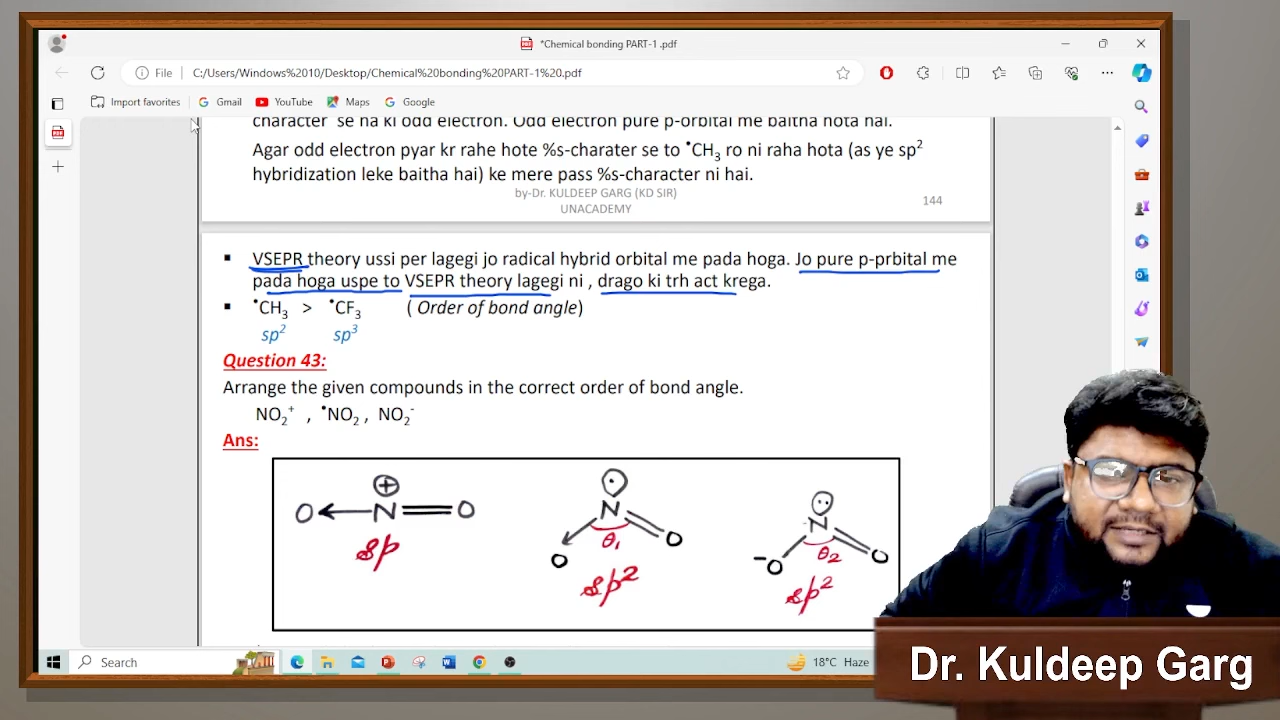 *Chemical bonding PART-1 .pdf
File | C:/Users/Windows%2010/Desktop/Chemical%20bonding%20PART-1%20.pdf
Import favorites Gmail YouTube Maps Google
character se na ki odd electron. Odd electron pure p-orbital me baitha hota hai.
Agar odd electron pyar kr rahe hote %s-charater se to •CH3 ro ni raha hota (as ye sp²
hybridization leke baitha hai) ke mere pass %s-character ni hai.
by-Dr. KULDEEP GARG (KD SIR)
UNACADEMY
144
▪ VSEPR theory ussi per lagegi jo radical hybrid orbital me pada hoga. Jo pure p-prbital me
pada hoga uspe to VSEPR theory lagegi ni , drago ki trh act krega.
▪ •CH3 > •CF3 ( Order of bond angle)
sp² sp³
Question 43:
Arrange the given compounds in the correct order of bond angle.
NO2⁺ , •NO2 , NO2⁻
Ans:
O ← N⊕ = O
sp
N O O θ1
sp²
N ⁻O O θ2
sp²
Search
18°C Haze
Dr. Kuldeep Garg